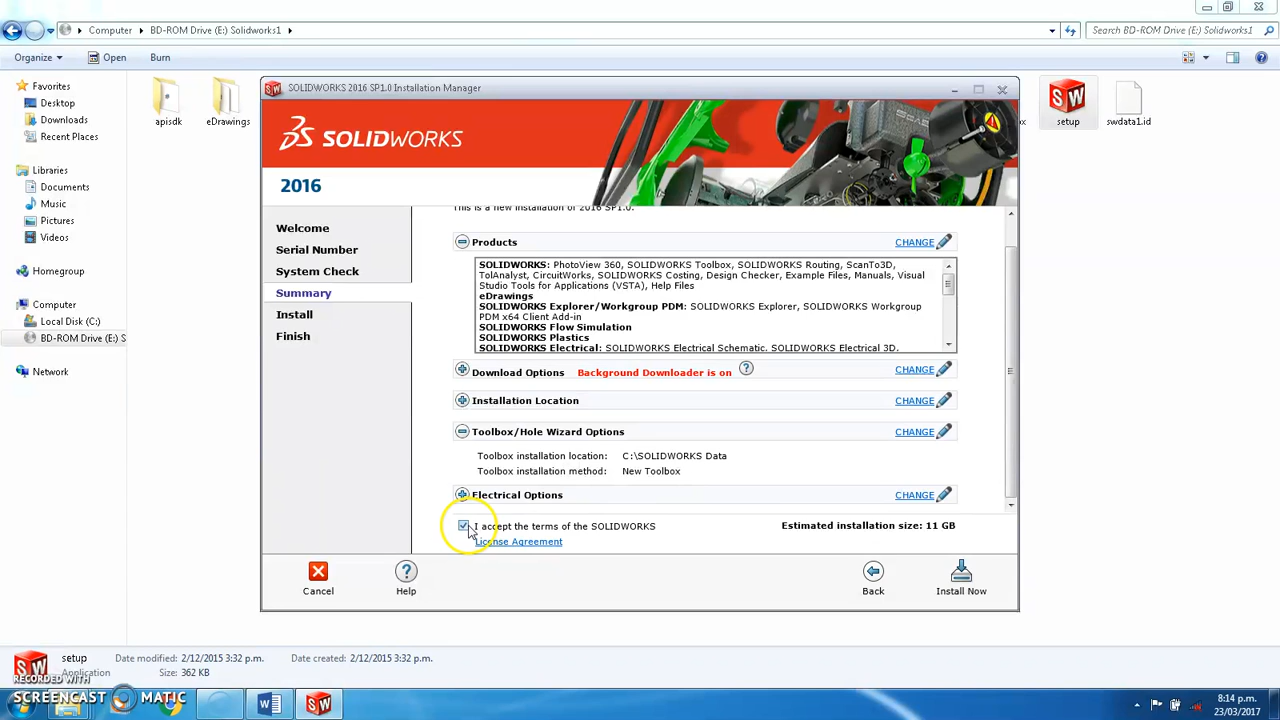 Computer ▸ BD-ROM Drive (E:) Solidworks1 ▸
Search BD-ROM Drive (E:) Solidworks1
Organize
Open
Burn
Favorites
Desktop
Downloads
Recent Places
Libraries
Documents
Music
Pictures
Videos
Homegroup
Computer
Local Disk (C:)
BD-ROM Drive (E:) S
Network
apisdk
eDrawings
setup
swdata1.id
SOLIDWORKS 2016 SP1.0 Installation Manager
SOLIDWORKS
2016
Welcome
Serial Number
System Check
Summary
Install
Finish
This is a new installation of 2016 SP1.0.
Products
CHANGE
SOLIDWORKS: PhotoView 360, SOLIDWORKS Toolbox, SOLIDWORKS Routing, ScanTo3D,
TolAnalyst, CircuitWorks, SOLIDWORKS Costing, Design Checker, Example Files, Manuals, Visual
Studio Tools for Applications (VSTA), Help Files
eDrawings
SOLIDWORKS Explorer/Workgroup PDM: SOLIDWORKS Explorer, SOLIDWORKS Workgroup
PDM x64 Client Add-in
SOLIDWORKS Flow Simulation
SOLIDWORKS Plastics
SOLIDWORKS Electrical: SOLIDWORKS Electrical Schematic, SOLIDWORKS Electrical 3D,
Download Options Background Downloader is on ?
CHANGE
Installation Location
CHANGE
Toolbox/Hole Wizard Options
CHANGE
Toolbox installation location: C:\SOLIDWORKS Data
Toolbox installation method: New Toolbox
Electrical Options
CHANGE
I accept the terms of the SOLIDWORKS
License Agreement
Estimated installation size: 11 GB
Cancel
Help
Back
Install Now
setup
Application
Date modified: 2/12/2015 3:32 p.m.
Size: 362 KB
Date created: 2/12/2015 3:32 p.m.
RECORDED WITH
SCREENCAST MATIC
8:14 p.m.
23/03/2017